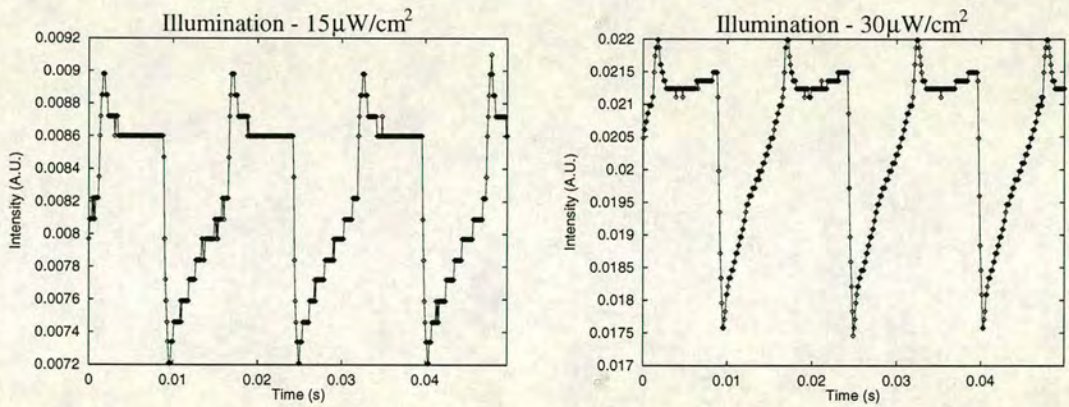 Illumination - 15μW/cm²
0.0092
0.009
0.0088
0.0086
0.0084
0.0082
0.008
0.0078
0.0076
0.0074
0.0072
Intensity (A.U.)
0 0.01 0.02 0.03 0.04
Time (s)
Illumination - 30μW/cm²
0.022
0.0215
0.021
0.0205
0.02
0.0195
0.019
0.0185
0.018
0.0175
0.017
Intensity (A.U.)
0 0.01 0.02 0.03 0.04
Time (s)